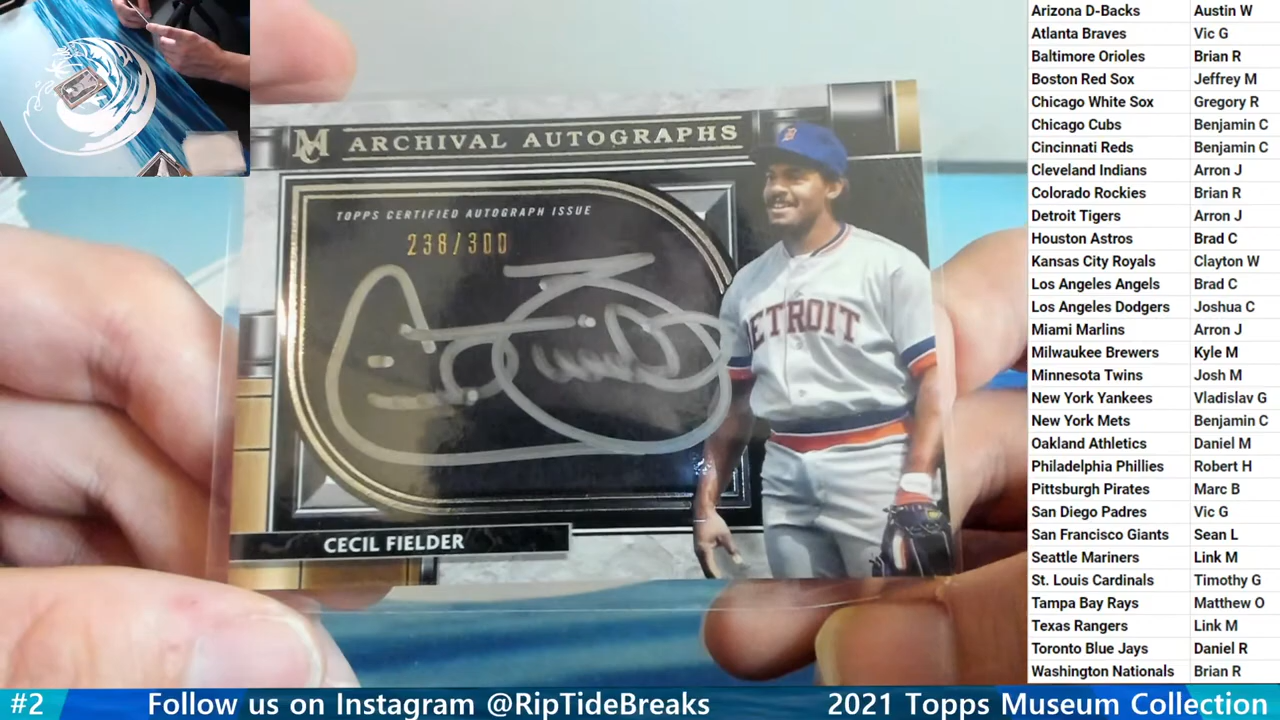 M ARCHIVAL AUTOGRAPHS
TOPPS CERTIFIED AUTOGRAPH ISSUE
238/300
DETROIT
CECIL FIELDER
Arizona D-Backs Austin W
Atlanta Braves Vic G
Baltimore Orioles Brian R
Boston Red Sox Jeffrey M
Chicago White Sox Gregory R
Chicago Cubs Benjamin C
Cincinnati Reds Benjamin C
Cleveland Indians Arron J
Colorado Rockies Brian R
Detroit Tigers Arron J
Houston Astros Brad C
Kansas City Royals Clayton W
Los Angeles Angels Brad C
Los Angeles Dodgers Joshua C
Miami Marlins Arron J
Milwaukee Brewers Kyle M
Minnesota Twins Josh M
New York Yankees Vladislav G
New York Mets Benjamin C
Oakland Athletics Daniel M
Philadelphia Phillies Robert H
Pittsburgh Pirates Marc B
San Diego Padres Vic G
San Francisco Giants Sean L
Seattle Mariners Link M
St. Louis Cardinals Timothy G
Tampa Bay Rays Matthew O
Texas Rangers Link M
Toronto Blue Jays Daniel R
Washington Nationals Brian R
#2 Follow us on Instagram @RipTideBreaks 2021 Topps Museum Collection